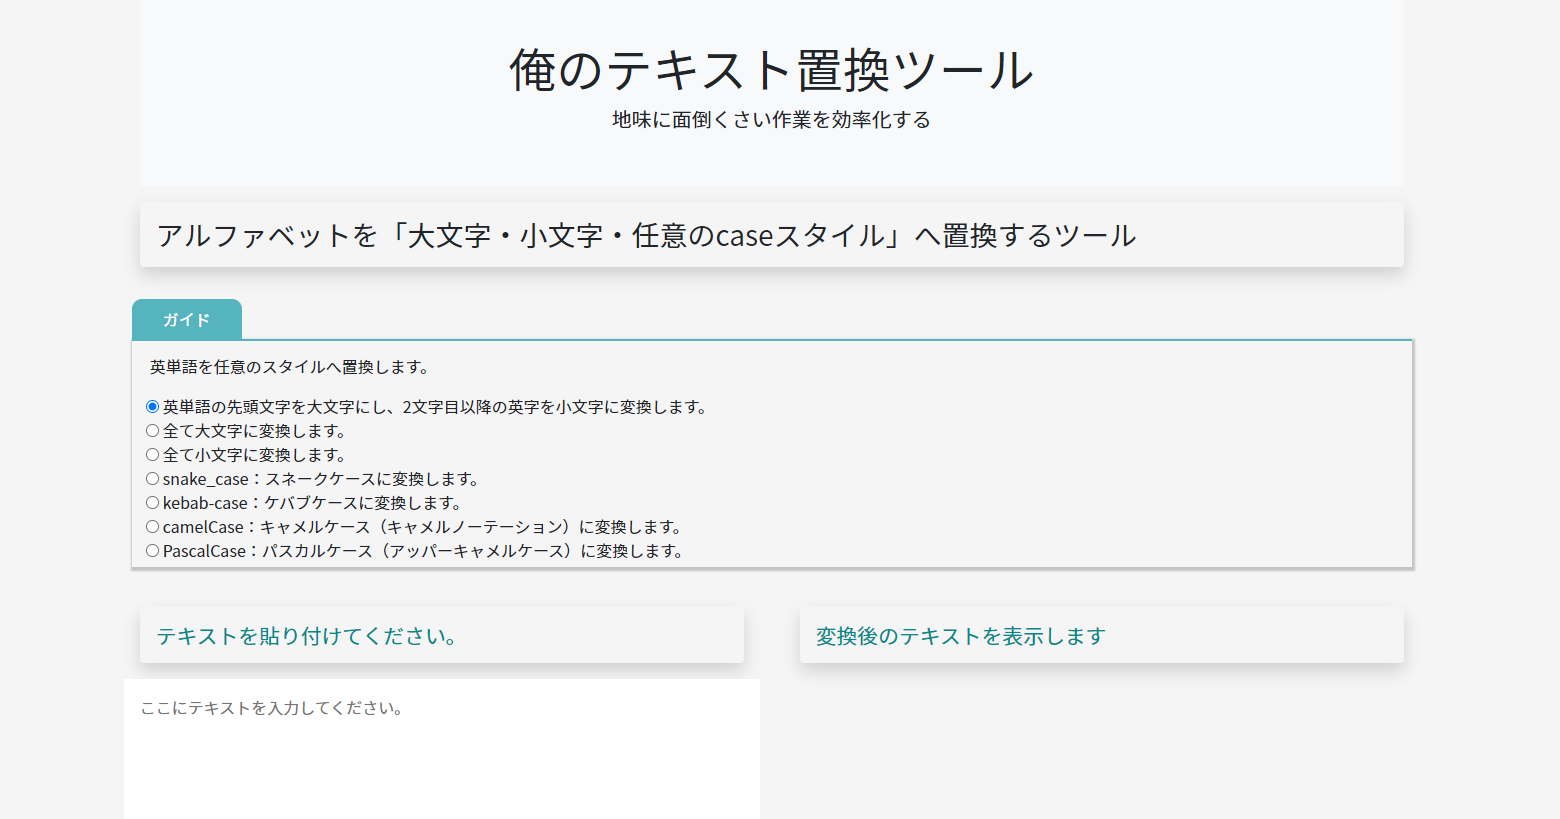 俺のテキスト置換ツール
地味に面倒くさい作業を効率化する
アルファベットを「大文字・小文字・任意のcaseスタイル」へ置換するツール
ガイド
英単語を任意のスタイルへ置換します。
英単語の先頭文字を大文字にし、2文字目以降の英字を小文字に変換します。
全て大文字に変換します。
全て小文字に変換します。
snake_case：スネークケースに変換します。
kebab-case：ケバブケースに変換します。
camelCase：キャメルケース（キャメルノーテーション）に変換します。
PascalCase：パスカルケース（アッパーキャメルケース）に変換します。
テキストを貼り付けてください。
変換後のテキストを表示します
ここにテキストを入力してください。